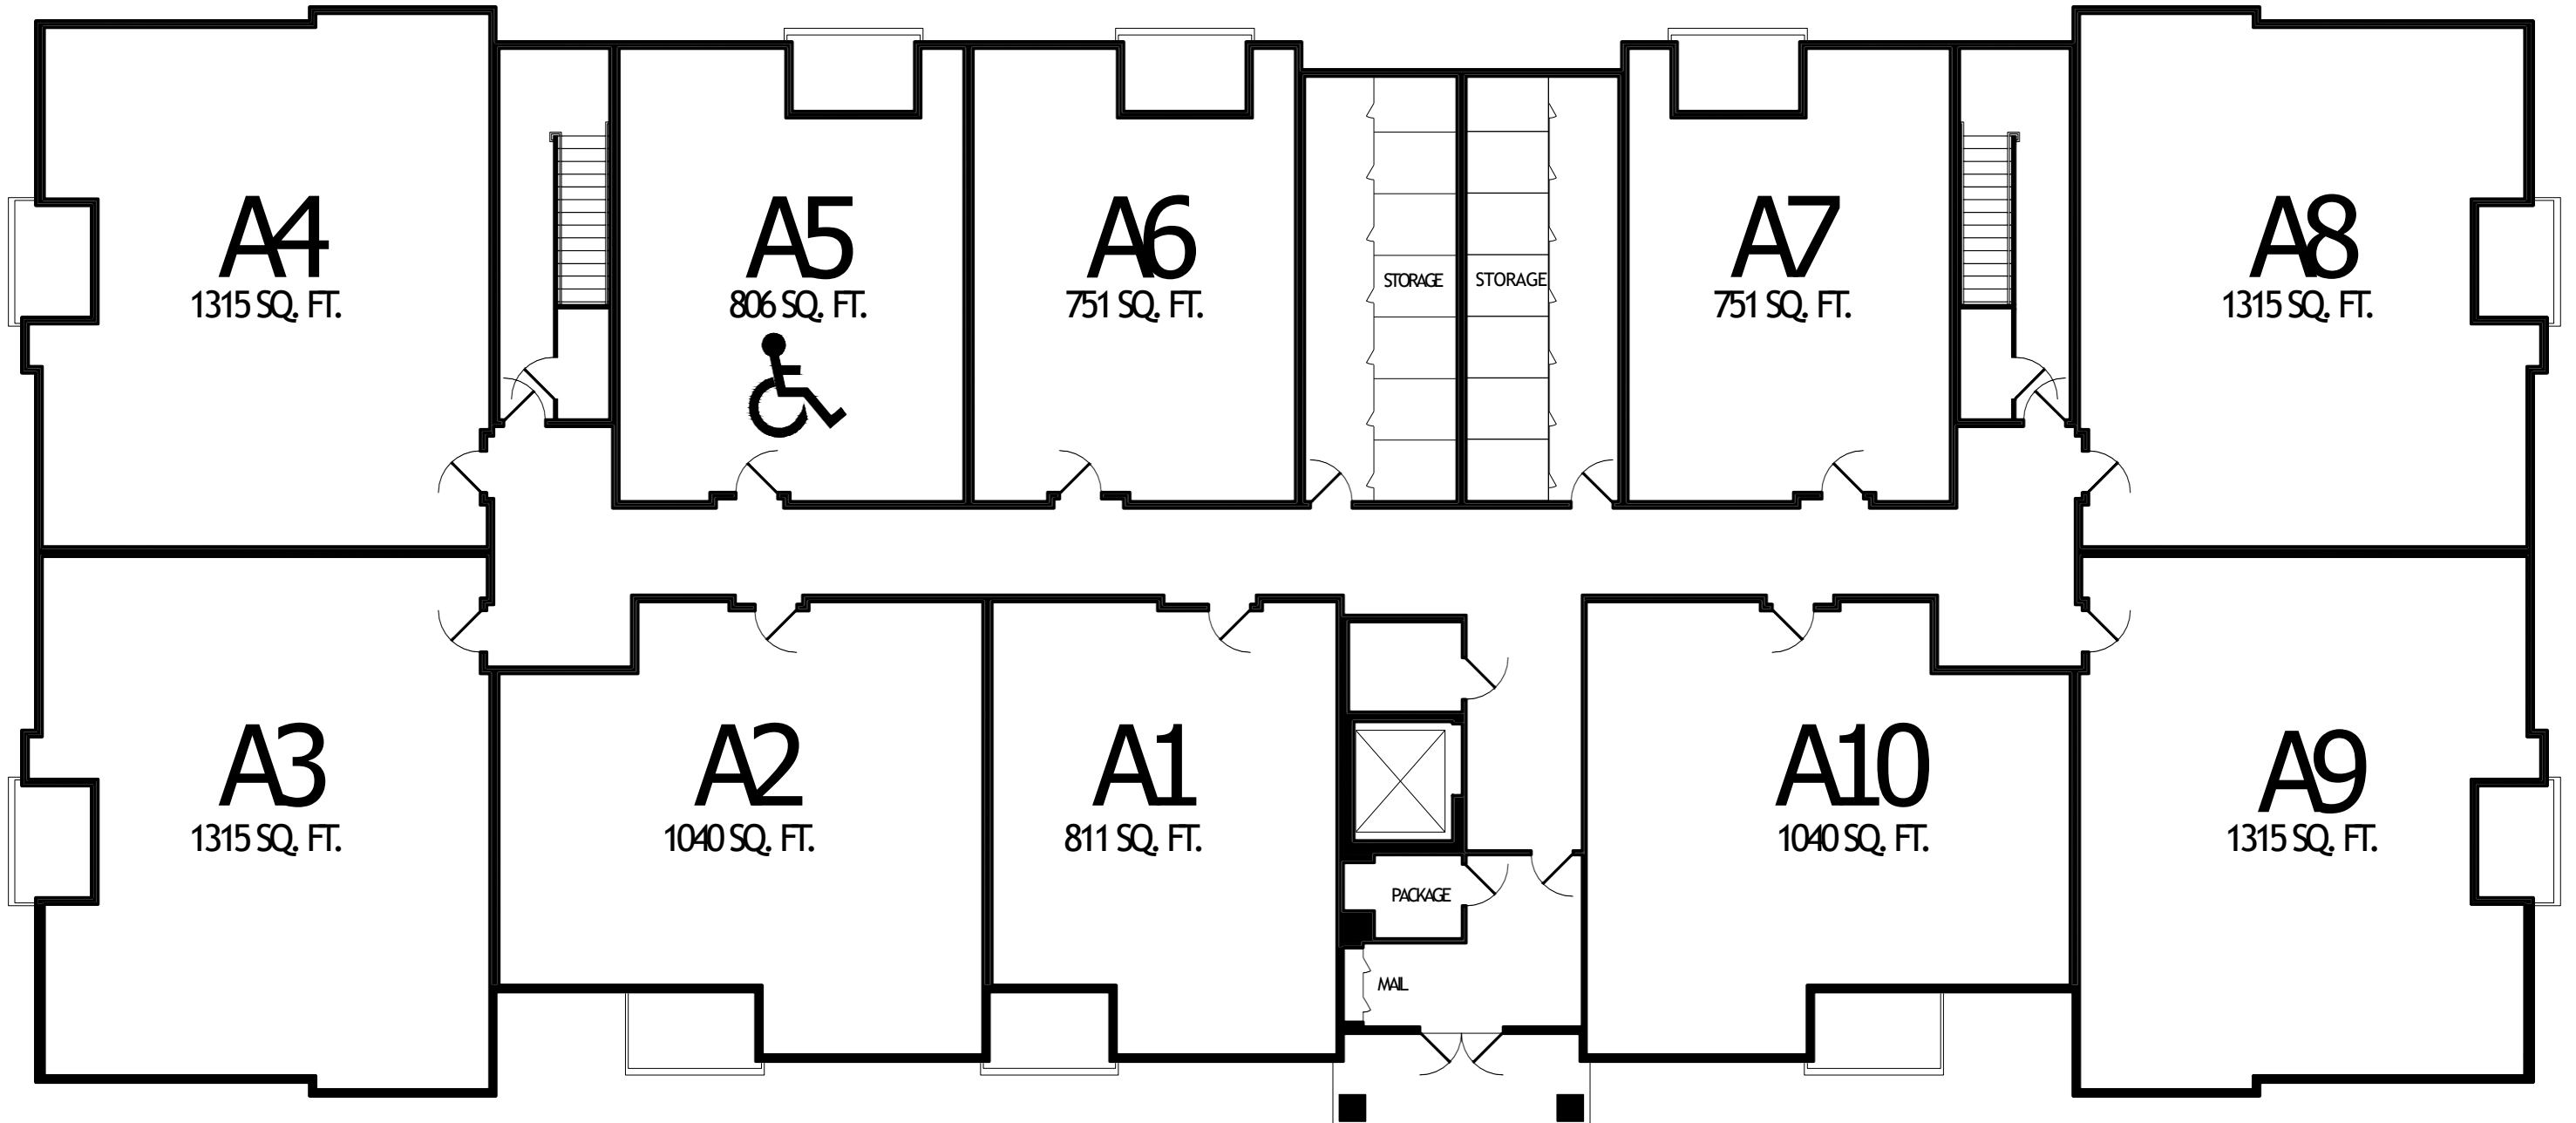 A4
1315 SQ. FT.
A5
806 SQ. FT.
A6
751 SQ. FT.
STORAGE
STORAGE
A7
751 SQ. FT.
A8
1315 SQ. FT.
A3
1315 SQ. FT.
A2
1040 SQ. FT.
A1
811 SQ. FT.
PACKAGE
MAIL
A10
1040 SQ. FT.
A9
1315 SQ. FT.